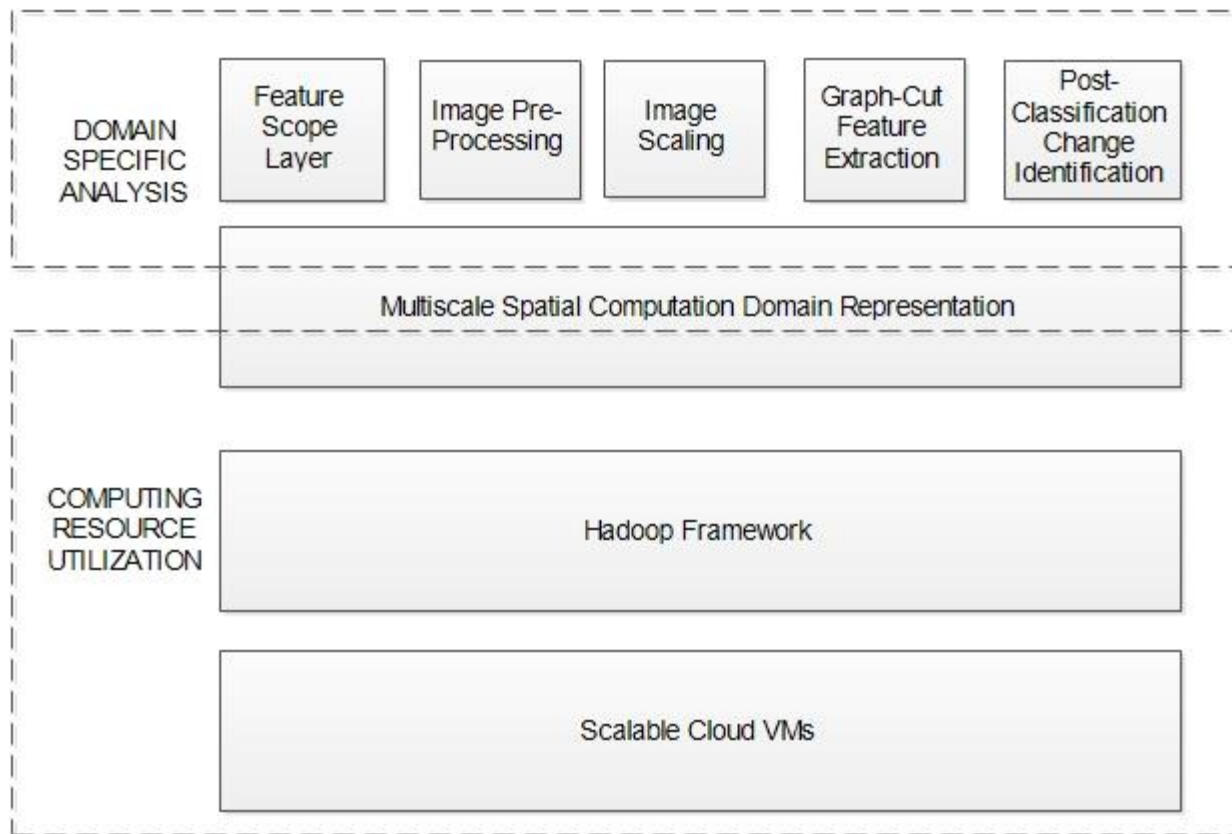 DOMAIN
SPECIFIC
ANALYSIS
Feature
Scope
Layer
Image Pre-
Processing
Image
Scaling
Graph-Cut
Feature
Extraction
Post-
Classification
Change
Identification
Multiscale Spatial Computation Domain Representation
COMPUTING
RESOURCE
UTILIZATION
Hadoop Framework
Scalable Cloud VMs